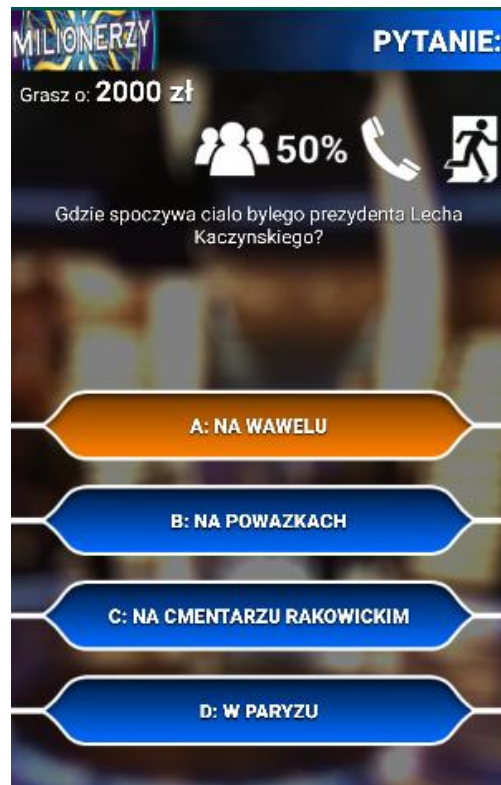 MILIONERZY
PYTANIE:
Grasz o: 2000 zł
50%
Gdzie spoczywa cialo bylego prezydenta Lecha
Kaczynskiego?
A: NA WAWELU
B: NA POWAZKACH
C: NA CMENTARZU RAKOWICKIM
D: W PARYZU